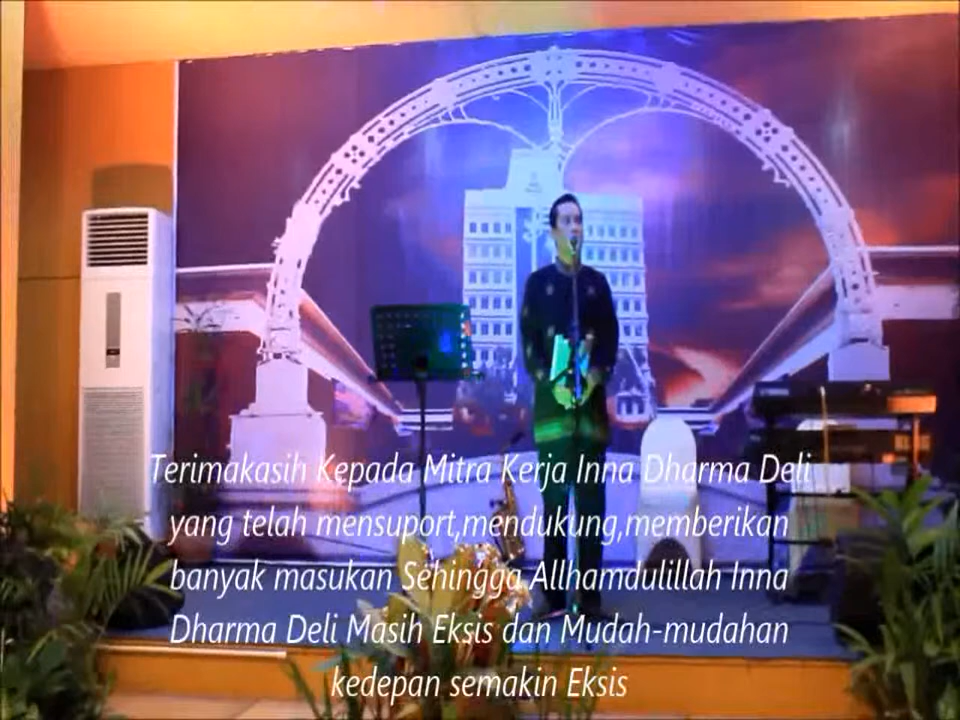 Terimakasih Kepada Mitra Kerja Inna Dharma Deli
yang telah mensuport,mendukung,memberikan
banyak masukan Sehingga Allhamdulillah Inna
Dharma Deli Masih Eksis dan Mudah-mudahan
kedepan semakin Eksis